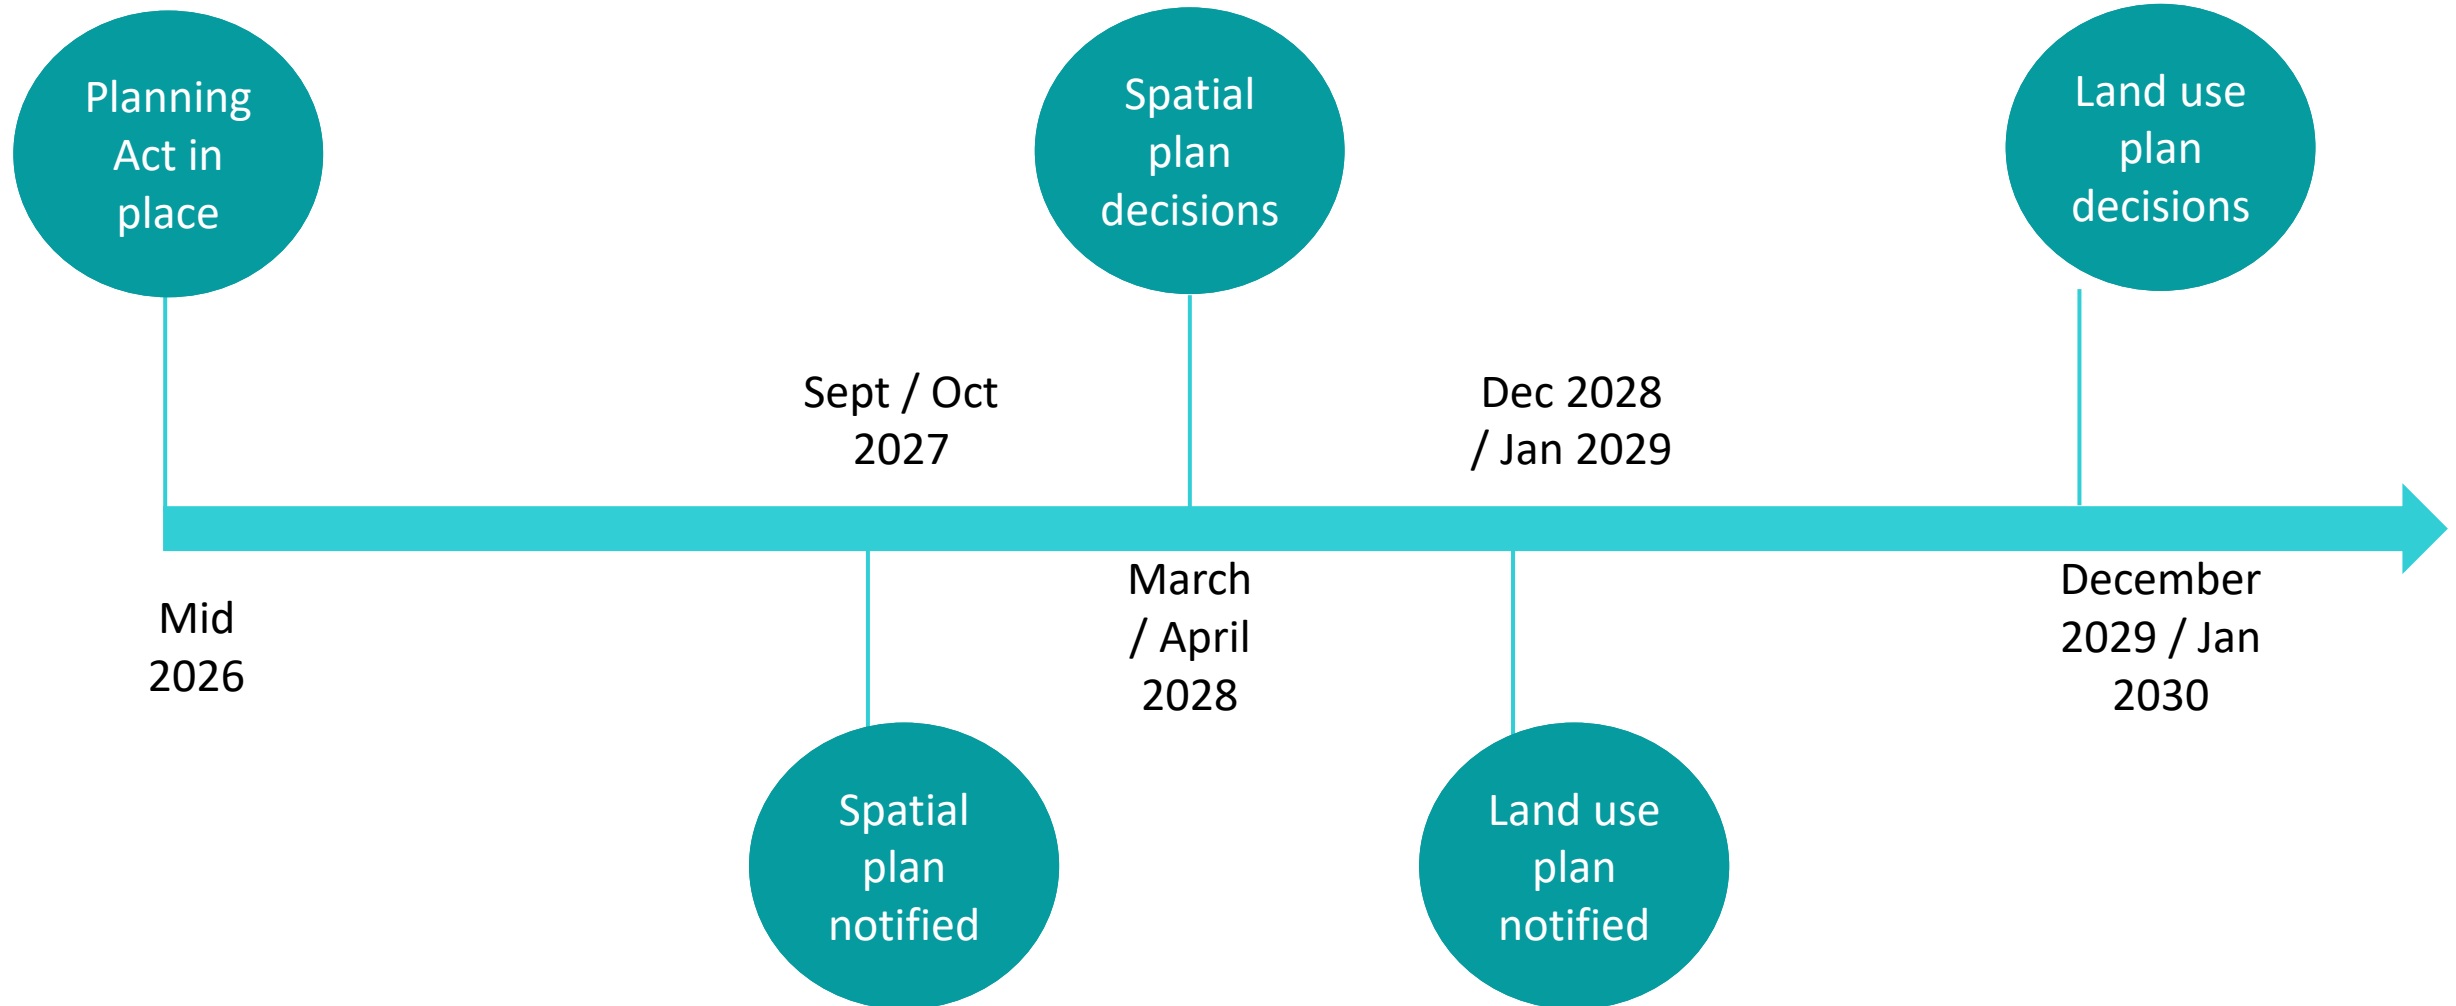 Planning
Act in
place
Spatial
plan
decisions
Land use
plan
decisions
Sept / Oct
2027
Dec 2028
/ Jan 2029
Mid
2026
March
/ April
2028
December
2029 / Jan
2030
Spatial
plan
notified
Land use
plan
notified